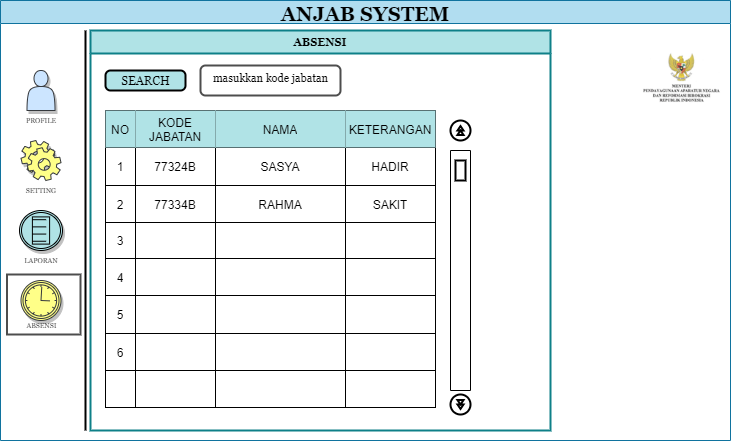 ANJAB SYSTEM
ABSENSI
SEARCH
masukkan kode jabatan
PROFILE
SETTING
LAPORAN
ABSENSI
NO KODE JABATAN NAMA KETERANGAN
1 77324B SASYA HADIR
2 77334B RAHMA SAKIT
3
4
5
6
MENTERI
PENDAYAGUNAAN APARATUR NEGARA
DAN REFORMASI BIROKRASI
REPUBLIK INDONESIA